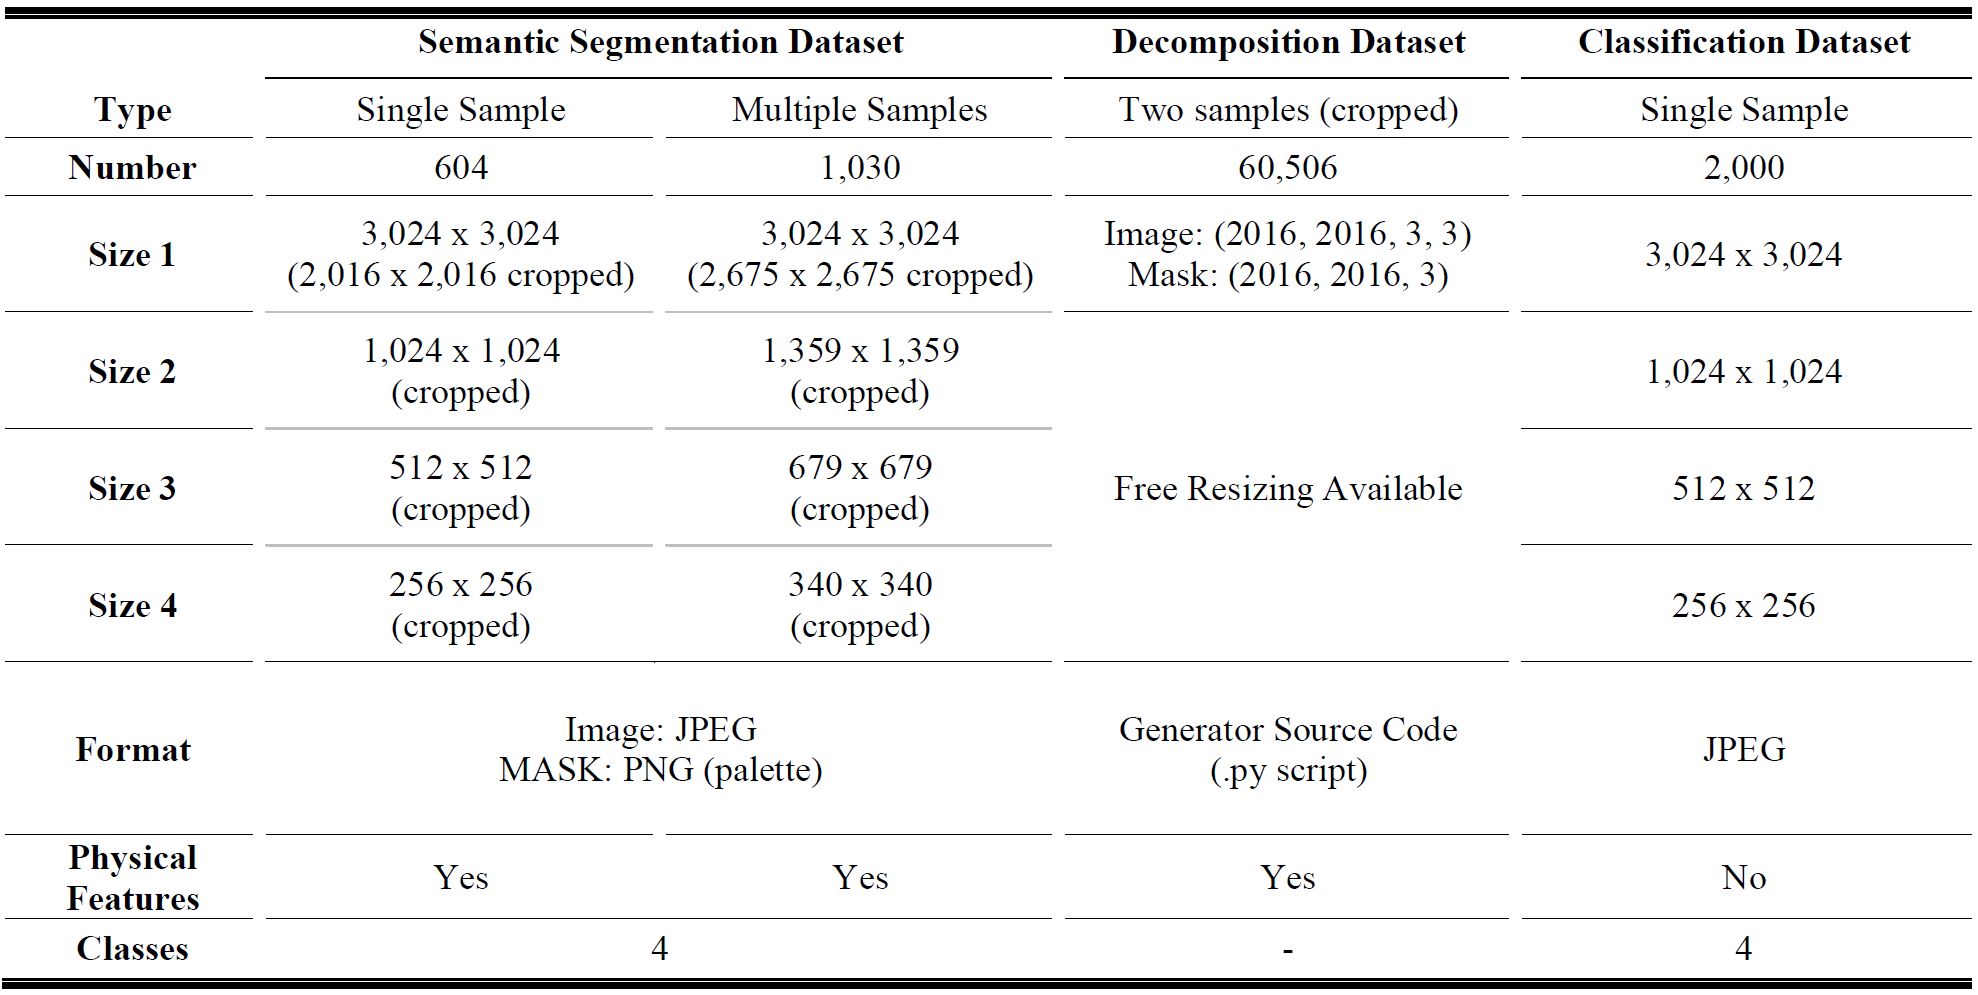 Semantic Segmentation Dataset Decomposition Dataset Classification Dataset
Type Single Sample Multiple Samples Two samples (cropped) Single Sample
Number 604 1,030 60,506 2,000
Size 1 3,024 x 3,024 (2,016 x 2,016 cropped) 3,024 x 3,024 (2,675 x 2,675 cropped) Image: (2016, 2016, 3, 3) Mask: (2016, 2016, 3) 3,024 x 3,024
Size 2 1,024 x 1,024 (cropped) 1,359 x 1,359 (cropped) 1,024 x 1,024
Size 3 512 x 512 (cropped) 679 x 679 (cropped) Free Resizing Available 512 x 512
Size 4 256 x 256 (cropped) 340 x 340 (cropped) 256 x 256
Format Image: JPEG MASK: PNG (palette) Generator Source Code (.py script) JPEG
Physical Features Yes Yes Yes No
Classes 4 - 4